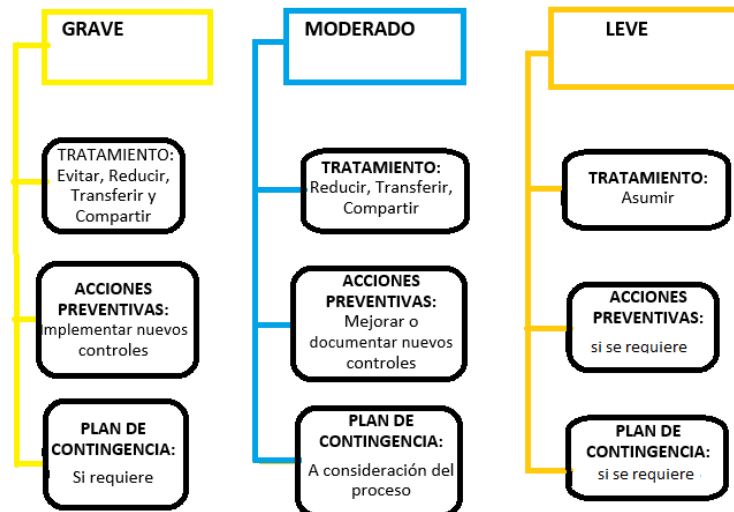 GRAVE
TRATAMIENTO:
Evitar, Reducir,
Transferir y
Compartir
ACCIONES
PREVENTIVAS:
Implementar nuevos
controles
PLAN DE
CONTINGENCIA:
Si requiere
MODERADO
TRATAMIENTO:
Reducir, Transferir,
Compartir
ACCIONES
PREVENTIVAS:
Mejorar o
documentar nuevos
controles
PLAN DE
CONTINGENCIA:
A consideración del
proceso
LEVE
TRATAMIENTO:
Asumir
ACCIONES
PREVENTIVAS:
si se requiere
PLAN DE
CONTINGENCIA:
si se requiere